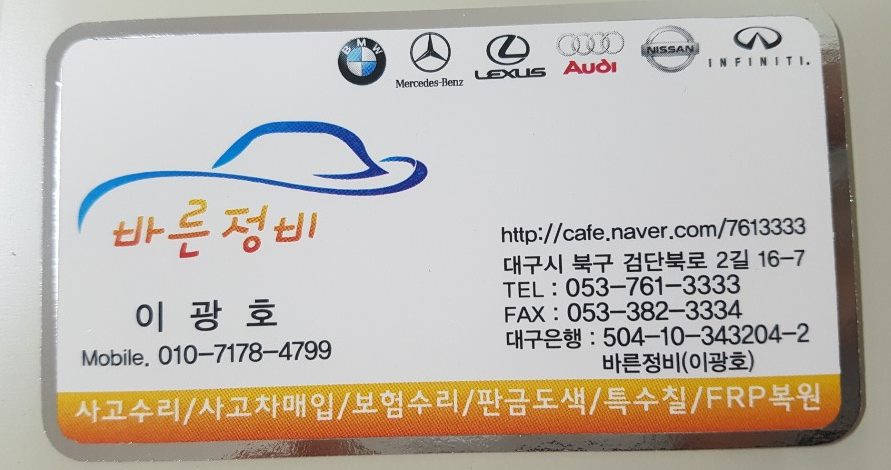 BMW
Mercedes-Benz
LEXUS
Audi
NISSAN
INFINITI.
바른정비
이 광 호
Mobile. 010-7178-4799
http://cafe.naver.com/7613333
대구시 북구 검단북로 2길 16-7
TEL : 053-761-3333
FAX : 053-382-3334
대구은행 : 504-10-343204-2
바른정비(이광호)
사고수리/사고차매입/보험수리/판금도색/특수칠/FRP복원